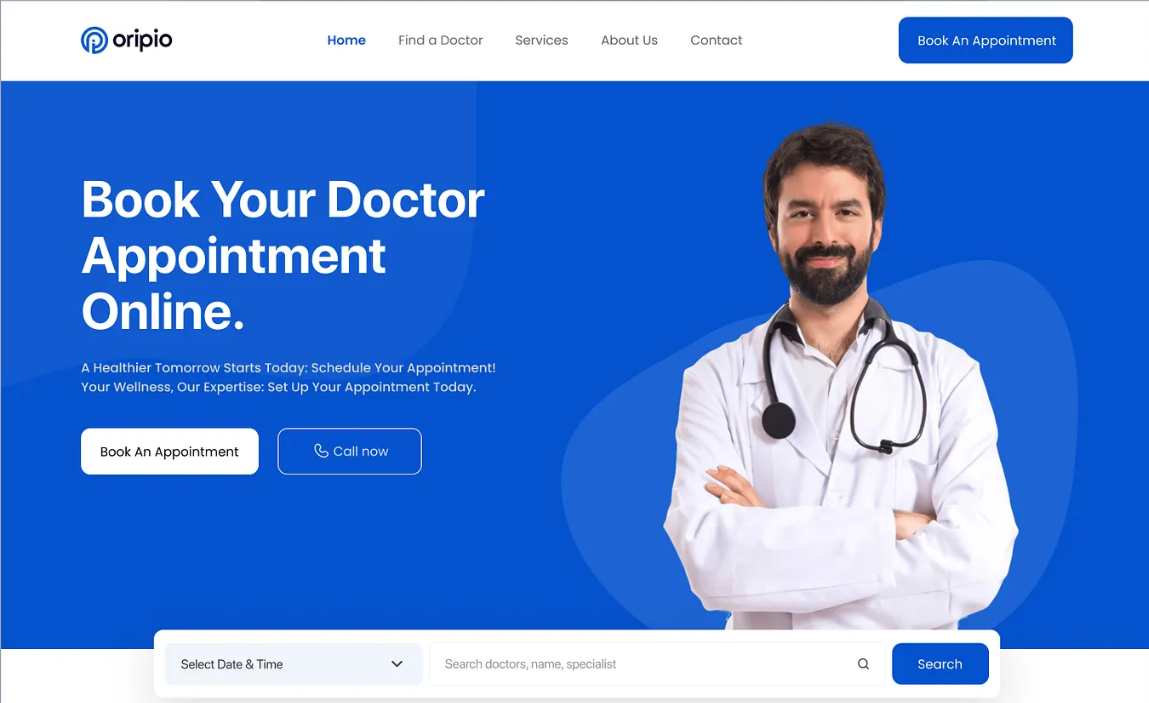 oripio
Home
Find a Doctor
Services
About Us
Contact
Book An Appointment
Book Your Doctor
Appointment
Online.
A Healthier Tomorrow Starts Today: Schedule Your Appointment!
Your Wellness, Our Expertise: Set Up Your Appointment Today.
Book An Appointment
Call now
Select Date & Time
Search doctors, name, specialist
Search